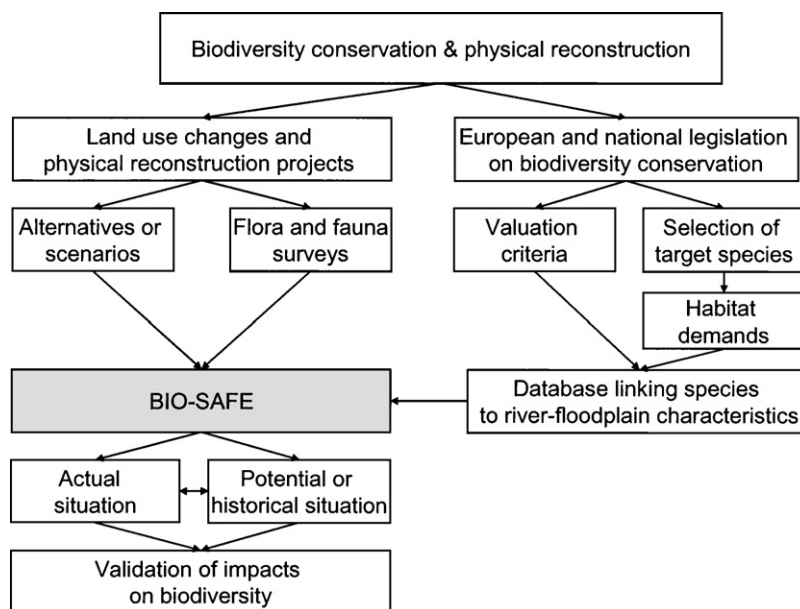 Biodiversity conservation & physical reconstruction
Land use changes and
physical reconstruction projects
European and national legislation
on biodiversity conservation
Alternatives or
scenarios
Flora and fauna
surveys
Valuation
criteria
Selection of
target species
Habitat
demands
BIO-SAFE
Database linking species
to river-floodplain characteristics
Actual
situation
Potential or
historical situation
Validation of impacts
on biodiversity